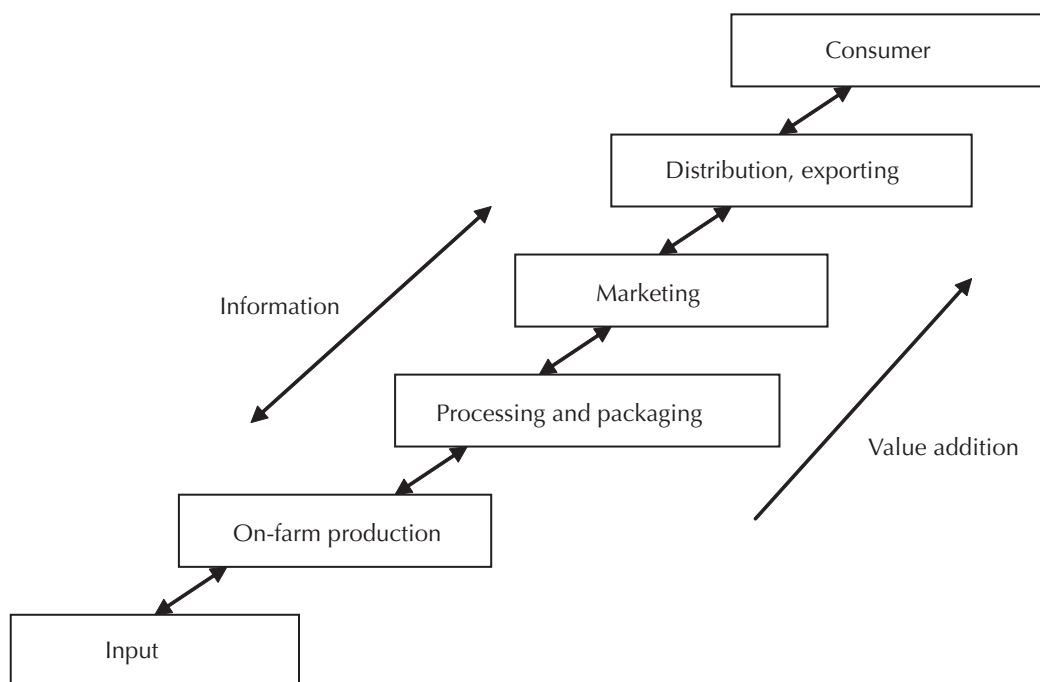 Consumer
Distribution, exporting
Marketing
Information
Processing and packaging
Value addition
On-farm production
Input